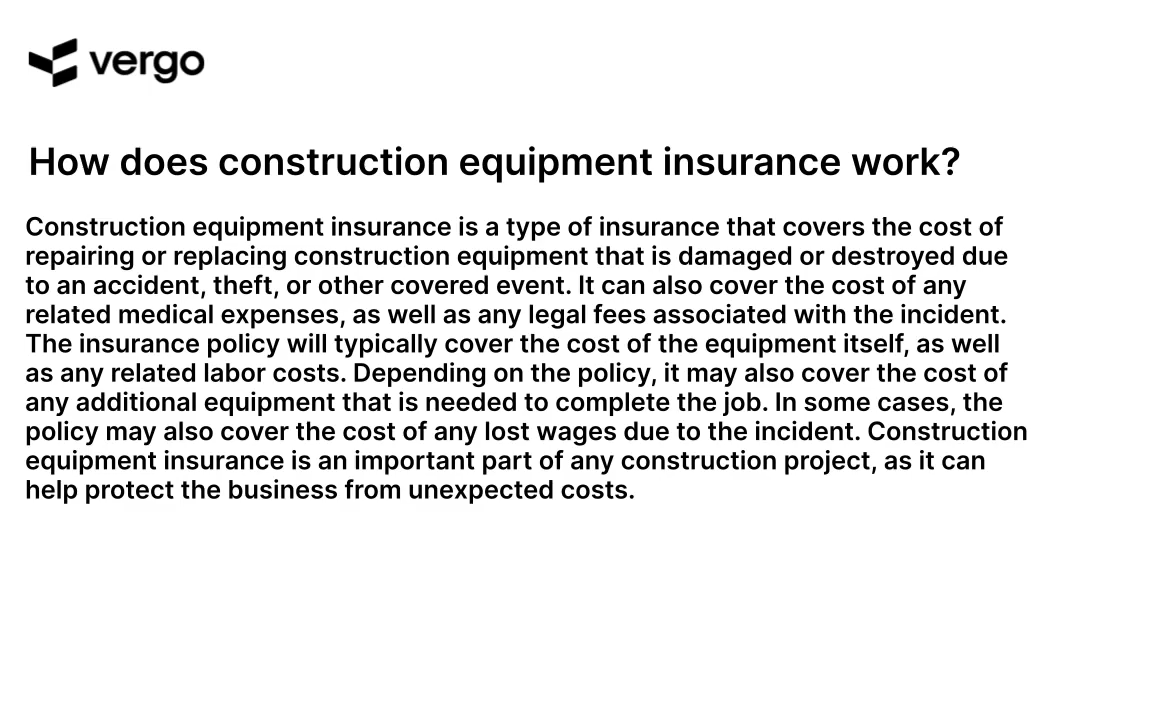 vergo
How does construction equipment insurance work?
Construction equipment insurance is a type of insurance that covers the cost of
repairing or replacing construction equipment that is damaged or destroyed due
to an accident, theft, or other covered event. It can also cover the cost of any
related medical expenses, as well as any legal fees associated with the incident.
The insurance policy will typically cover the cost of the equipment itself, as well
as any related labor costs. Depending on the policy, it may also cover the cost of
any additional equipment that is needed to complete the job. In some cases, the
policy may also cover the cost of any lost wages due to the incident. Construction
equipment insurance is an important part of any construction project, as it can
help protect the business from unexpected costs.